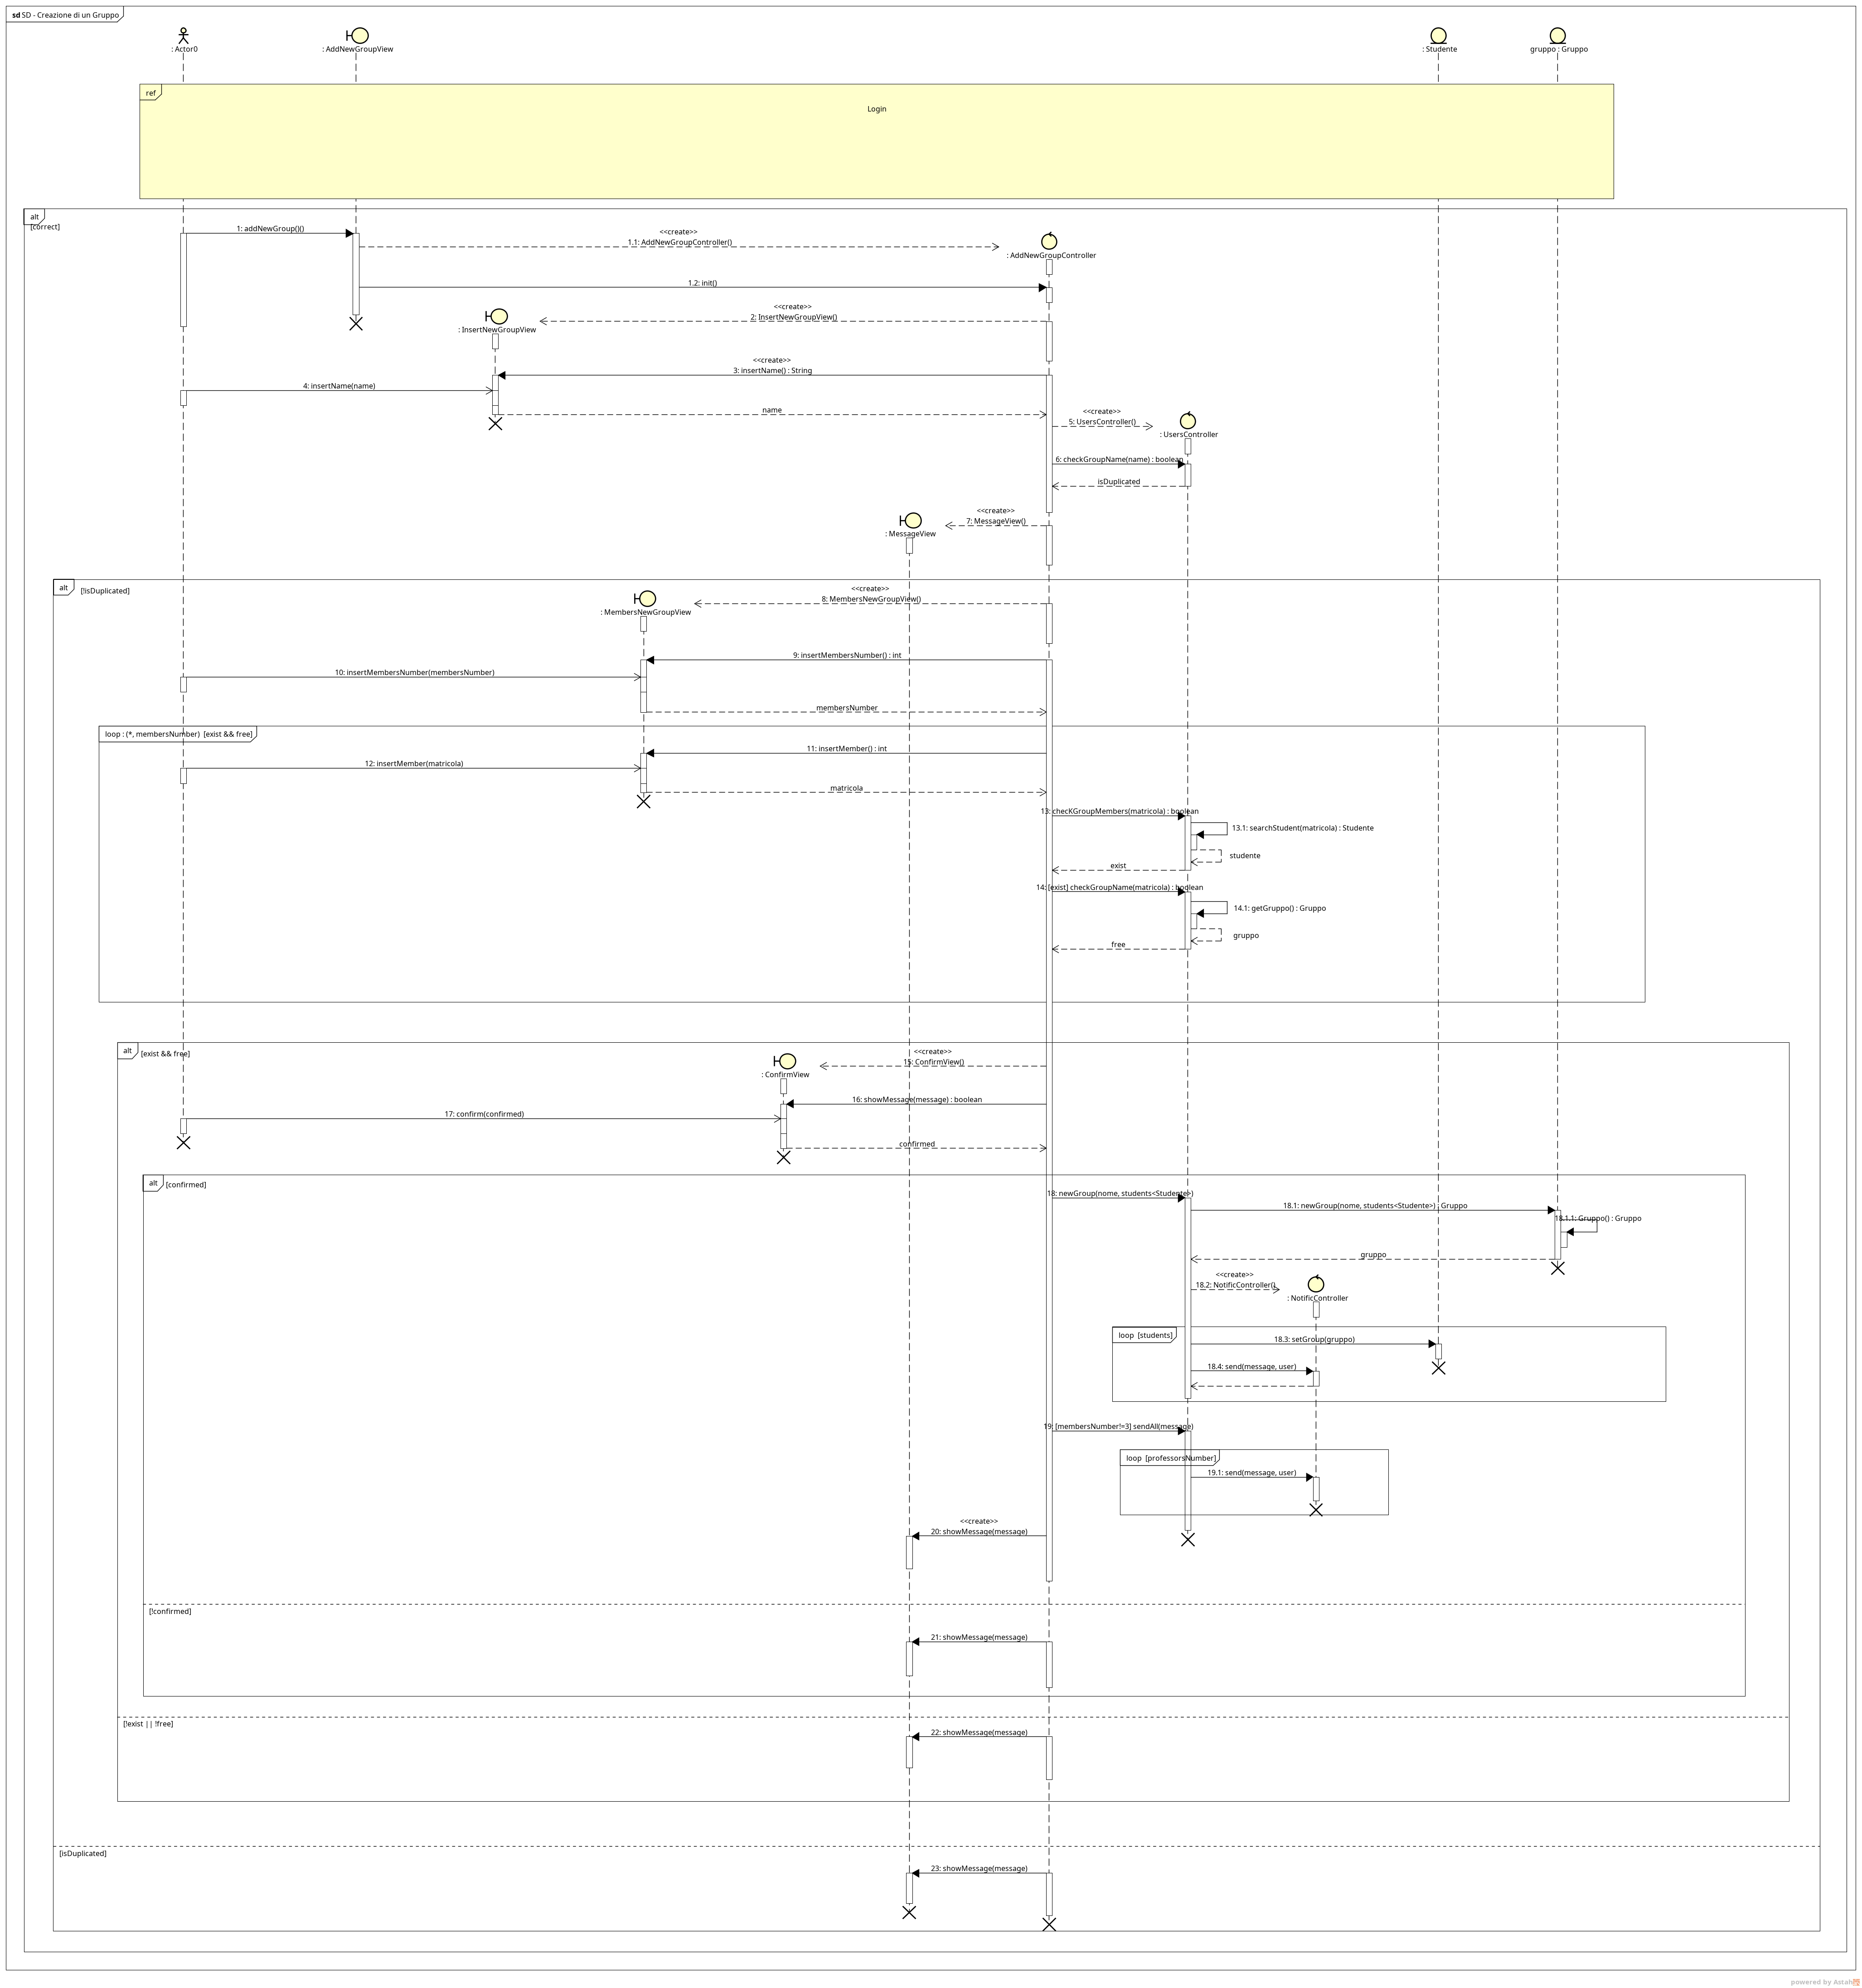 sd SD - Creazione di un Gruppo
: Actor0
: AddNewGroupView
: Studente
gruppo : Gruppo
ref
Login
alt
[correct]
1: addNewGroup()()
<<create>>
1.1: AddNewGroupController()
: AddNewGroupController
1.2: init()
<<create>>
2: InsertNewGroupView()
: InsertNewGroupView
<<create>>
3: insertName() : String
4: insertName(name)
name
<<create>>
5: UsersController()
: UsersController
6: checkGroupName(name) : boolean
isDuplicated
<<create>>
7: MessageView()
: MessageView
alt
[!isDuplicated]
<<create>>
8: MembersNewGroupView()
: MembersNewGroupView
9: insertMembersNumber() : int
10: insertMembersNumber(membersNumber)
membersNumber
loop : (*, membersNumber) [exist && free]
11: insertMember() : int
12: insertMember(matricola)
matricola
13: checKGroupMembers(matricola) : boolean
13.1: searchStudent(matricola) : Studente
studente
exist
14: [exist] checkGroupName(matricola) : boolean
14.1: getGruppo() : Gruppo
gruppo
free
alt
[exist && free]
<<create>>
15: ConfirmView()
: ConfirmView
16: showMessage(message) : boolean
17: confirm(confirmed)
confirmed
alt
[confirmed]
18: newGroup(nome, students<Studente>)
18.1: newGroup(nome, students<Studente>) : Gruppo
18.1.1: Gruppo() : Gruppo
gruppo
<<create>>
18.2: NotificController()
: NotificController
loop [students]
18.3: setGroup(gruppo)
18.4: send(message, user)
19: [membersNumber!=3] sendAll(message)
loop [professorsNumber]
19.1: send(message, user)
<<create>>
20: showMessage(message)
[!confirmed]
21: showMessage(message)
[!exist || !free]
22: showMessage(message)
[isDuplicated]
23: showMessage(message)
powered by Astah